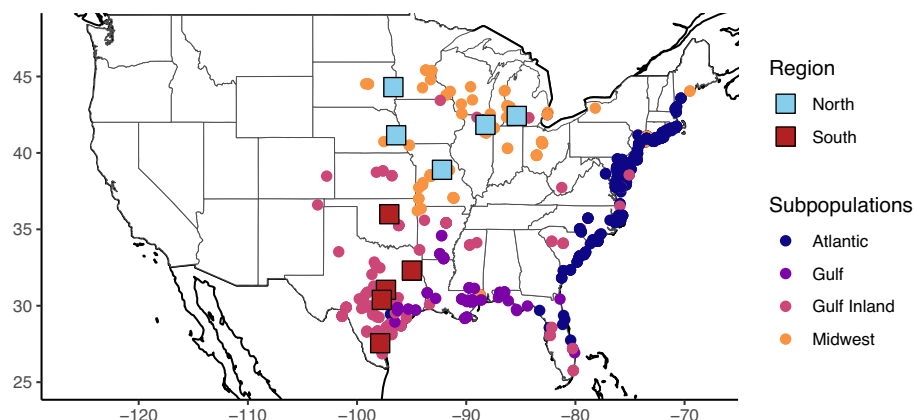 Region
North
South
Subpopulations
Atlantic
Gulf
Gulf Inland
Midwest
45
40
35
30
25
−120
−110
−100
−90
−80
−70